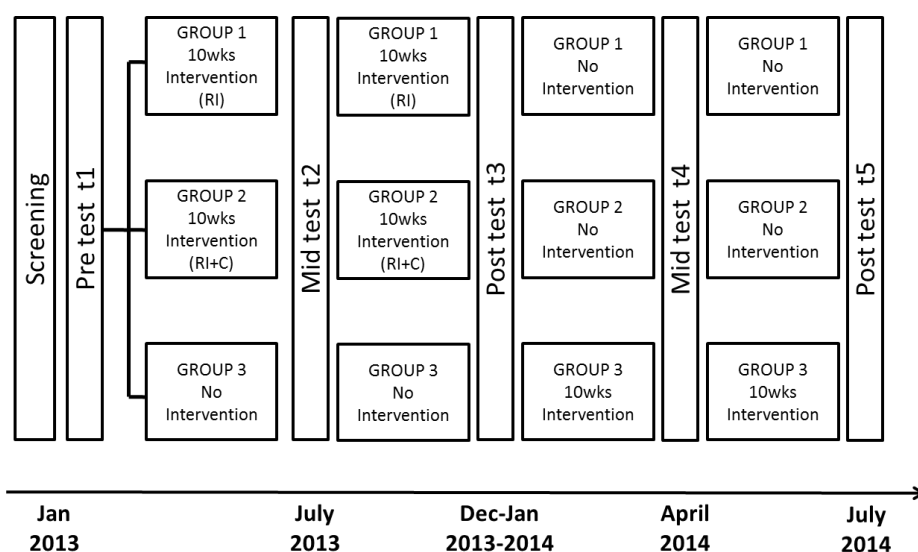 Screening
Pre test t1
GROUP 1
10wks
Intervention
(RI)
GROUP 2
10wks
Intervention
(RI+C)
GROUP 3
No
Intervention
Mid test t2
GROUP 1
10wks
Intervention
(RI)
GROUP 2
10wks
Intervention
(RI+C)
GROUP 3
No
Intervention
Post test t3
GROUP 1
No
Intervention
GROUP 2
No
Intervention
GROUP 3
10wks
Intervention
Mid test t4
GROUP 1
No
Intervention
GROUP 2
No
Intervention
GROUP 3
10wks
Intervention
Post test t5
Jan
2013
July
2013
Dec-Jan
2013-2014
April
2014
July
2014